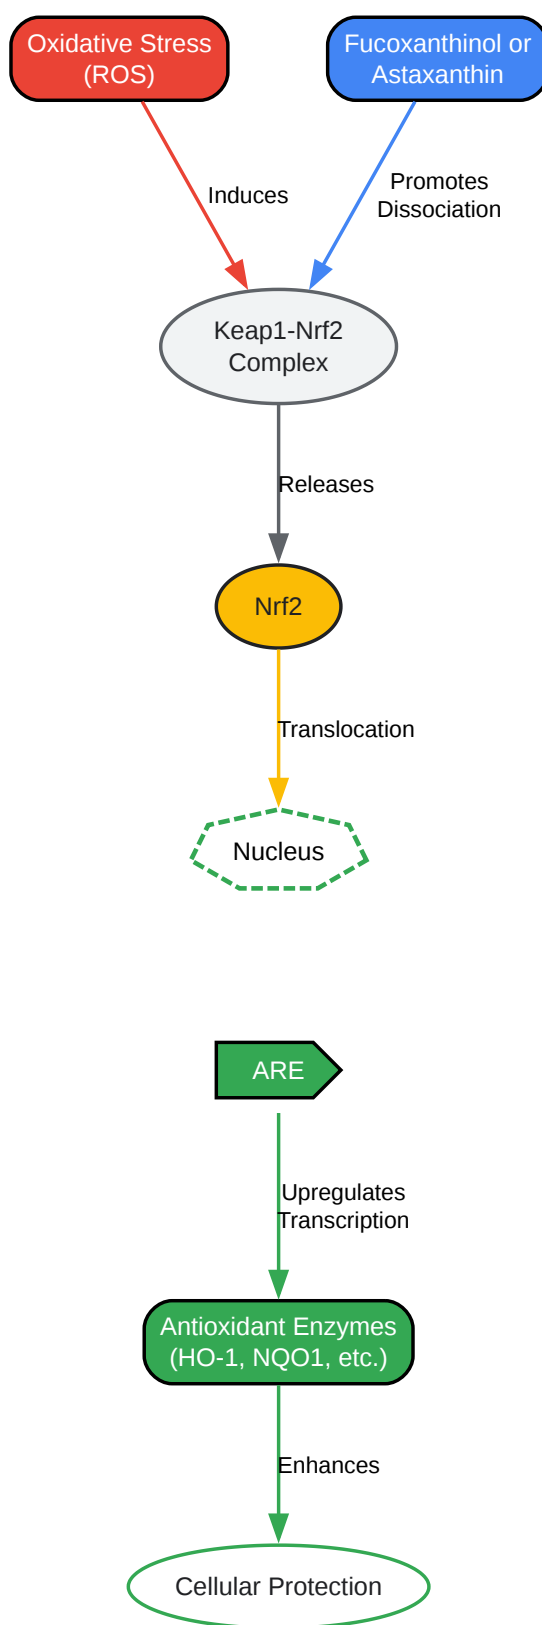 Oxidative Stress
(ROS)
Fucoxanthinol or
Astaxanthin
Induces
Promotes
Dissociation
Keap1-Nrf2
Complex
Releases
Nrf2
Translocation
Nucleus
ARE
Upregulates
Transcription
Antioxidant Enzymes
(HO-1, NQO1, etc.)
Enhances
Cellular Protection